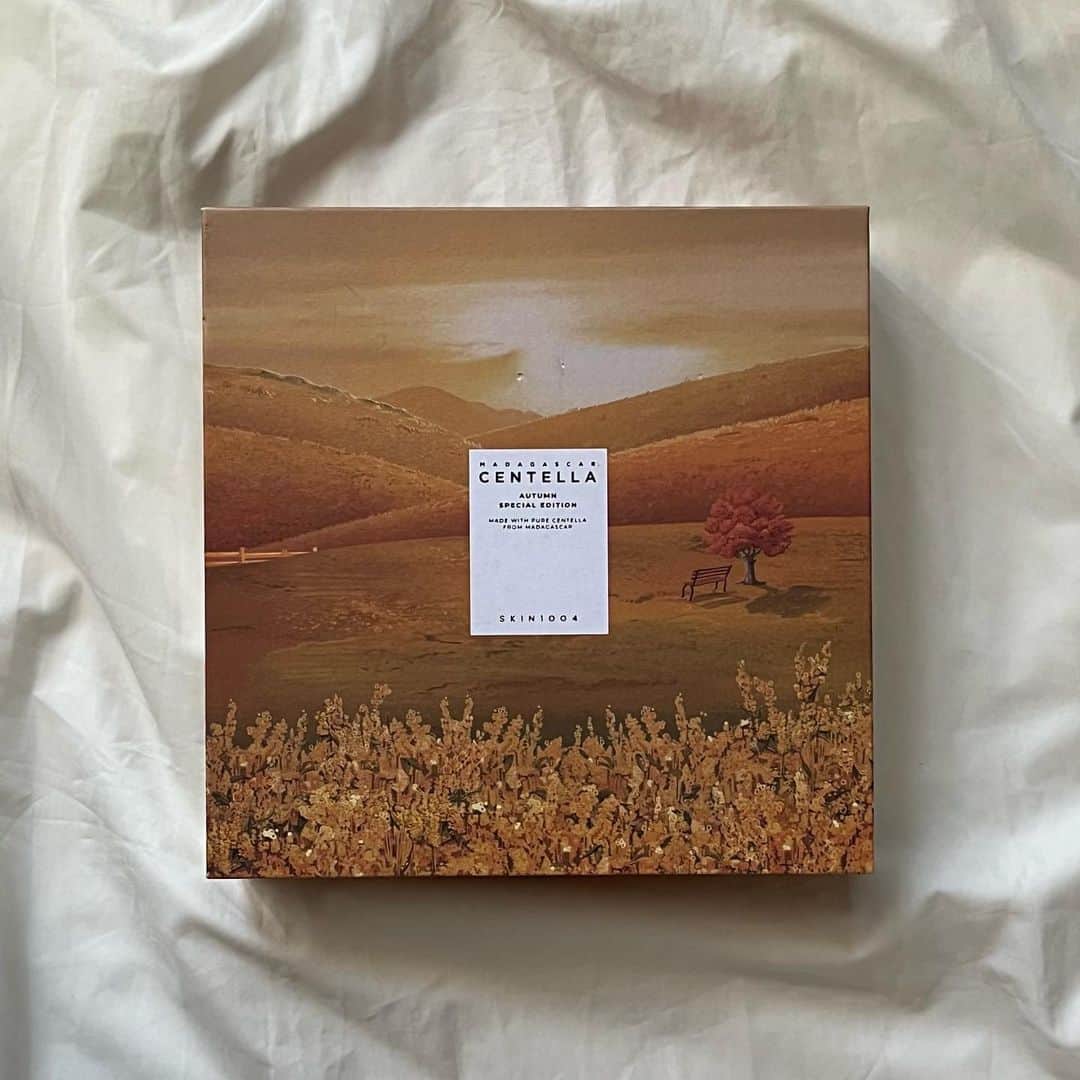 MADAGASCAR
CENTELLA
AUTUMN
SPECIAL EDITION
MADE WITH PURE CENTELLA
FROM MADAGASCAR
SKIN1004